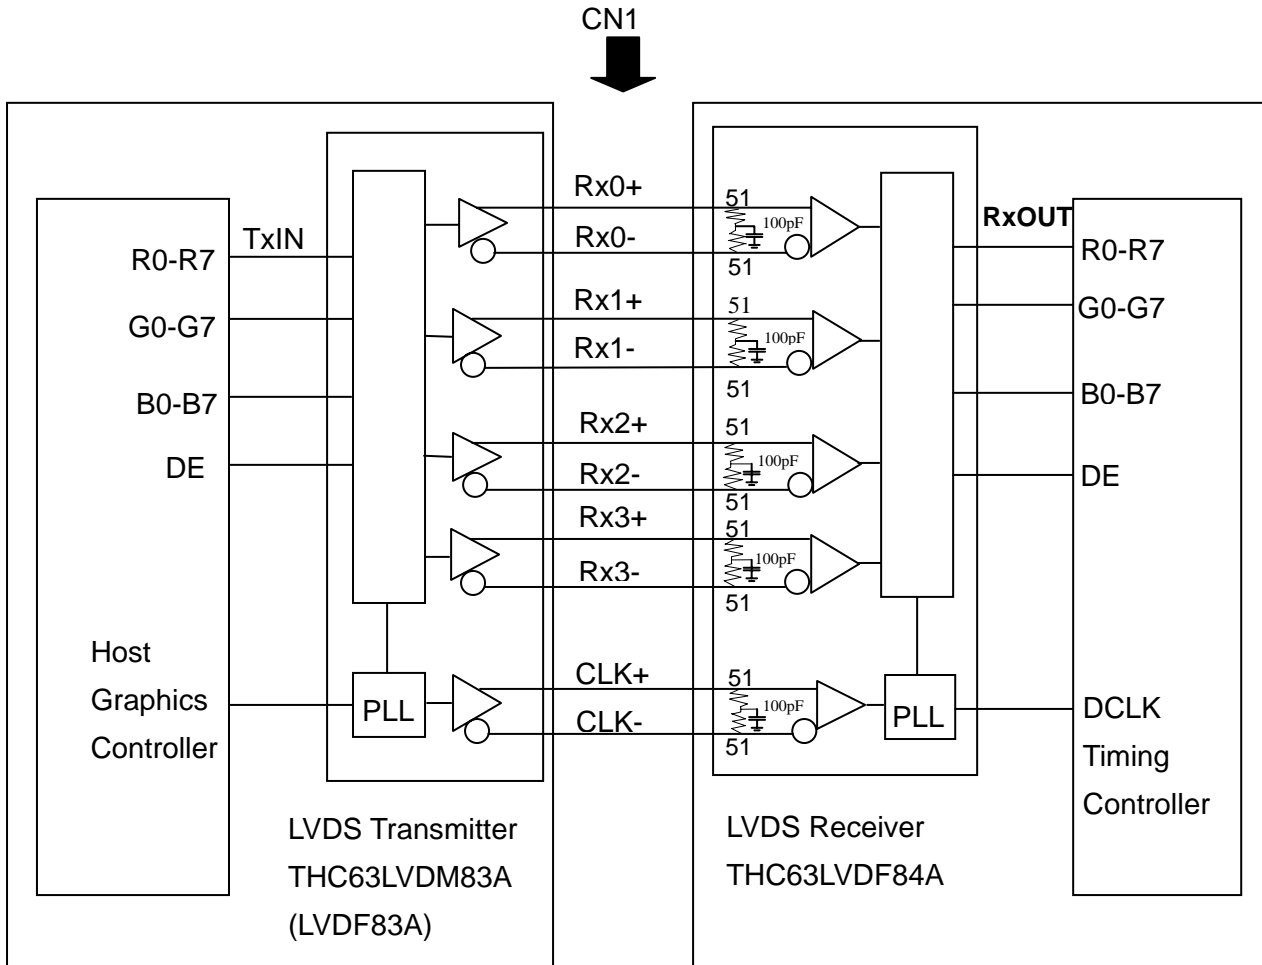 CN1
R0-R7
G0-G7
B0-B7
DE
Host
Graphics
Controller
TxIN
PLL
LVDS Transmitter
THC63LVDM83A
(LVDF83A)
Rx0+
Rx0-
Rx1+
Rx1-
Rx2+
Rx2-
Rx3+
Rx3-
CLK+
CLK-
51
100pF
51
51
100pF
51
51
100pF
51
51
100pF
51
51
100pF
51
PLL
LVDS Receiver
THC63LVDF84A
RxOUT
R0-R7
G0-G7
B0-B7
DE
DCLK
Timing
Controller